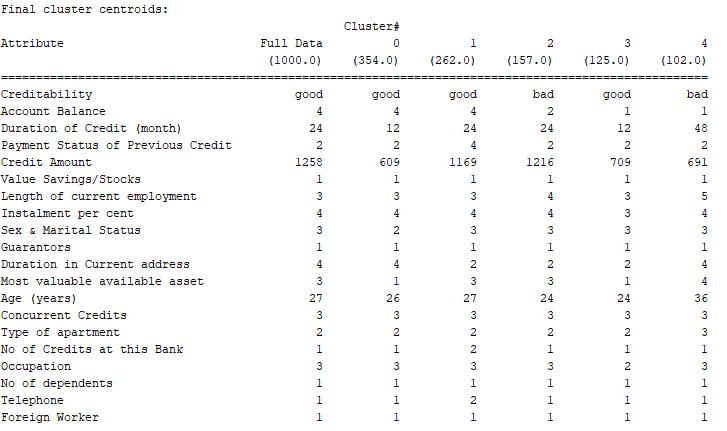 Final cluster centroids:
Cluster#
Attribute Full Data 0 1 2 3 4
(1000.0) (354.0) (262.0) (157.0) (125.0) (102.0)
==========================================================================================
Creditability good good good bad good bad
Account Balance 4 4 4 2 1 1
Duration of Credit (month) 24 12 24 24 12 48
Payment Status of Previous Credit 2 2 4 2 2 2
Credit Amount 1258 609 1169 1216 709 691
Value Savings/Stocks 1 1 1 1 1 1
Length of current employment 3 3 3 4 3 5
Instalment per cent 4 4 4 4 3 4
Sex & Marital Status 3 2 3 3 3 3
Guarantors 1 1 1 1 1 1
Duration in Current address 4 4 2 2 2 4
Most valuable available asset 3 1 3 3 1 4
Age (years) 27 26 27 24 24 36
Concurrent Credits 3 3 3 3 3 3
Type of apartment 2 2 2 2 2 3
No of Credits at this Bank 1 1 2 1 1 1
Occupation 3 3 3 3 2 3
No of dependents 1 1 1 1 1 1
Telephone 1 1 2 1 1 1
Foreign Worker 1 1 1 1 1 1